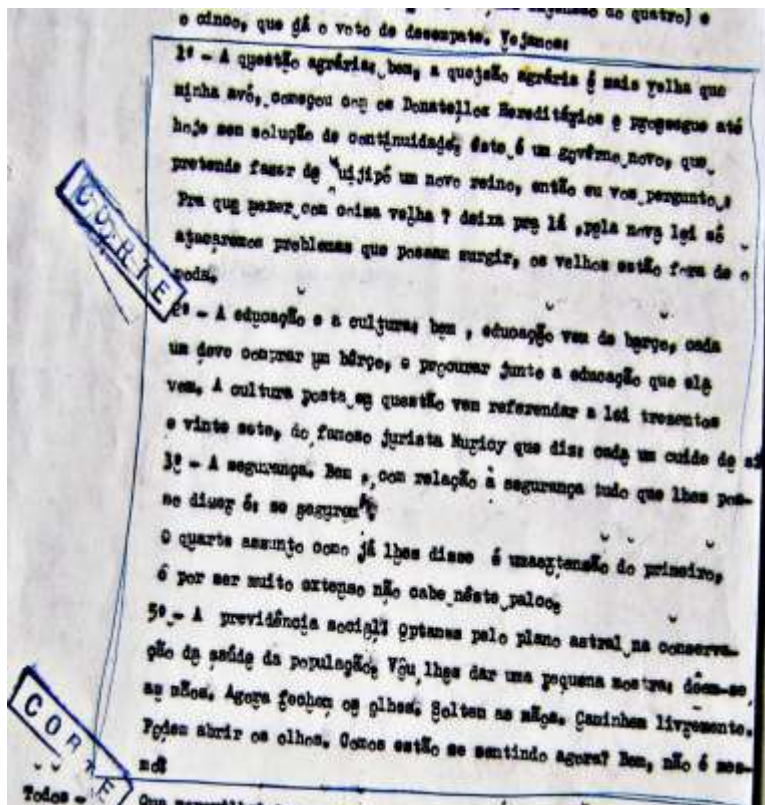 do quatro) e
o cinco, que dá o voto de desempate. Vejamos:
1º - A questão agrária: bem, a questão agrária é mais velha que
minha avó, começou com os Donatellos Hereditários e prossegue até
hoje sem solução de continuidade, êste é um govêrno novo, que
pretende fazer de uijipó um novo reino, então eu vos pergunto,:
Pra que mexer com coisa velha ? deixa pra lá ,pela nova lei só
atacaremos problemas que possam surgir, os velhos estão fora de
moda.
CORTE
2º - A educação e a cultura: bem , educação vem de berço, cada
um deve comprar um bêrço, e procurar junto a educação que ela
vem. A cultura posta em questão vem referendar a lei trezentos
e vinte sete, do famoso jurista Muricy que diz: cada um cuide de si
3º - A segurança. Bem , com relação à segurança tudo que lhes pos-
so dizer é: se segurem
O quarto assunto como já lhes disse é umaextensão do primeiro,
é por ser muito extenso não cabe nêste palco.
5º - A previdência social: Optamos pelo plano astral na conserva-
ção da saúde da população. Vou lhes dar uma pequena mostra: dêem-se
as mãos. Agora fechem os olhos. Soltem as mãos. Caminhem livremente.
Podem abrir os olhos. Comos estão se sentindo agora? Bem, não é mes-
mo?
CORTE
Todos - Que